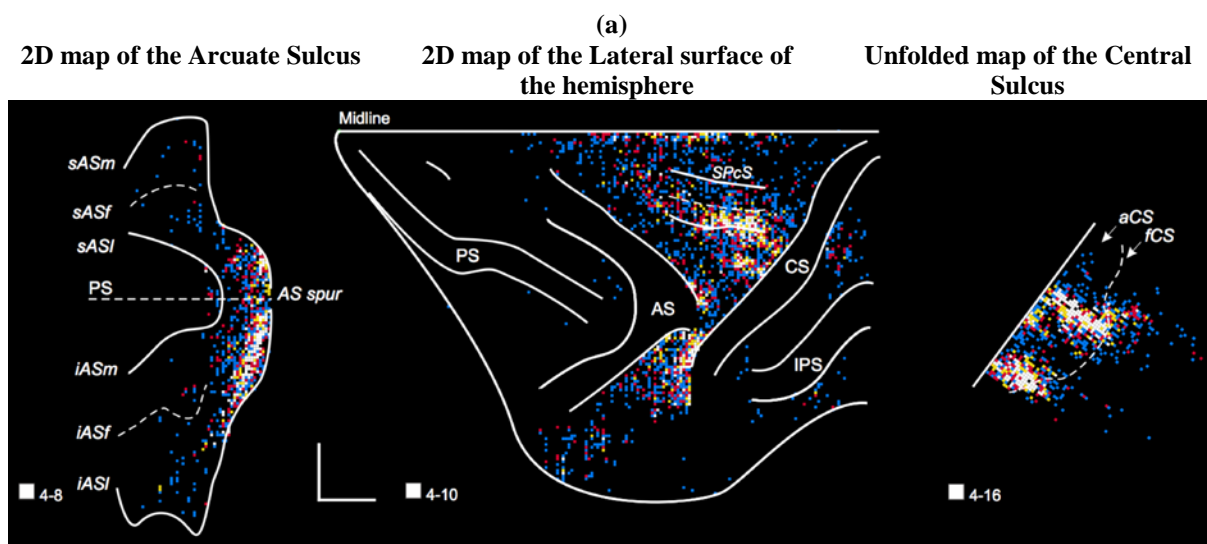 (a)
2D map of the Arcuate Sulcus
2D map of the Lateral surface of
the hemisphere
Unfolded map of the Central
Sulcus
sASm
sASf
sASl
PS
AS spur
iASm
iASf
iASl
4-8
Midline
SPcS
PS
CS
AS
IPS
4-10
aCS
fCS
4-16